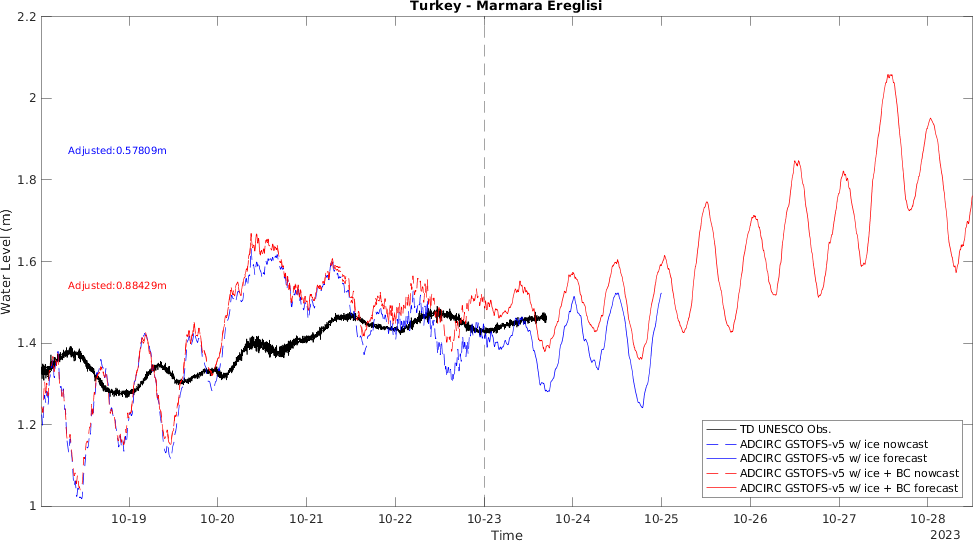 Turkey - Marmara Ereglisi
2.2
2
1.8
1.6
1.4
1.2
1
Water Level (m)
Adjusted:0.57809m
Adjusted:0.88429m
TD UNESCO Obs.
ADCIRC GSTOFS-v5 w/ ice nowcast
ADCIRC GSTOFS-v5 w/ ice forecast
ADCIRC GSTOFS-v5 w/ ice + BC nowcast
ADCIRC GSTOFS-v5 w/ ice + BC forecast
10-19 10-20 10-21 10-22 10-23 10-24 10-25 10-26 10-27 10-28
2023
Time